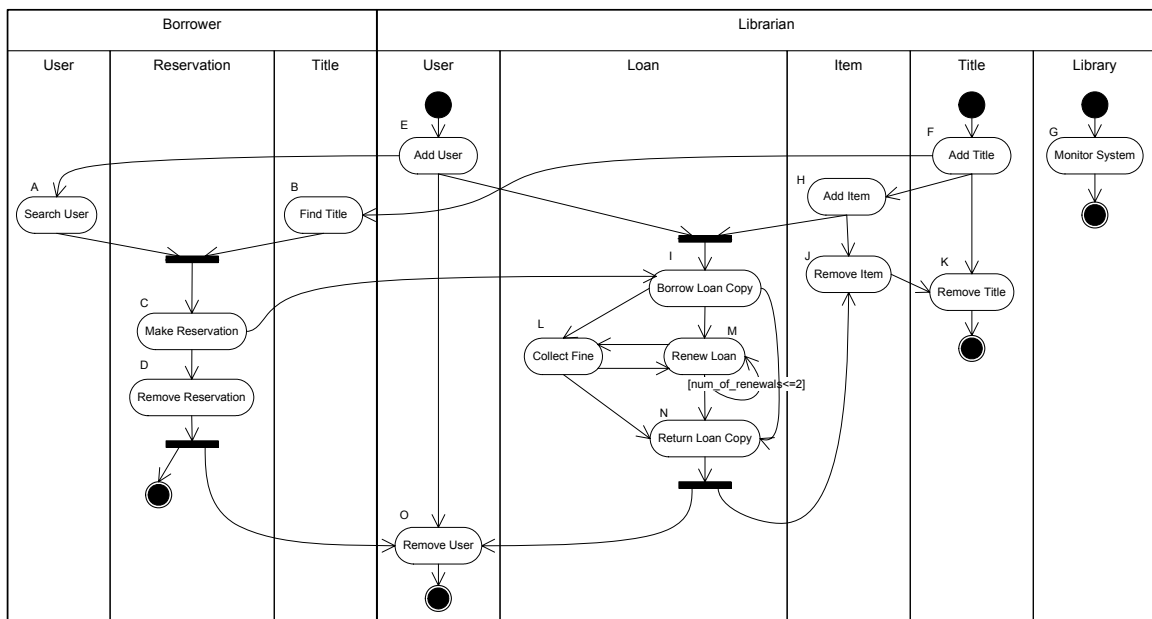 Borrower
Librarian
User
Reservation
Title
User
Loan
Item
Title
Library
E
Add User
F
Add Title
G
Monitor System
A
Search User
B
Find Title
H
Add Item
I
Borrow Loan Copy
J
Remove Item
K
Remove Title
C
Make Reservation
L
Collect Fine
M
Renew Loan
[num_of_renewals<=2]
D
Remove Reservation
N
Return Loan Copy
O
Remove User